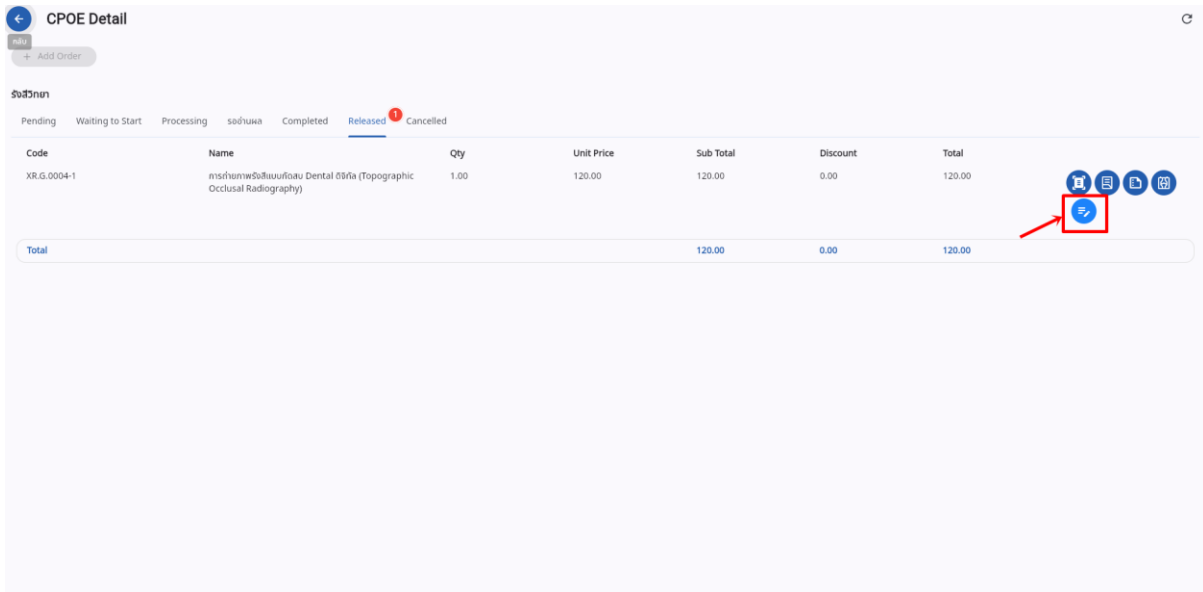 CPOE Detail
กลับ
+ Add Order
รังสีวิทยา
Pending Waiting to Start Processing รออ่านผล Completed Released 1 Cancelled
Code Name Qty Unit Price Sub Total Discount Total
XR.G.0004-1 การถ่ายภาพรังสีแบบกัดสบ Dental ดิจิทัล (Topographic 1.00 120.00 120.00 0.00 120.00
Occlusal Radiography)
Total 120.00 0.00 120.00